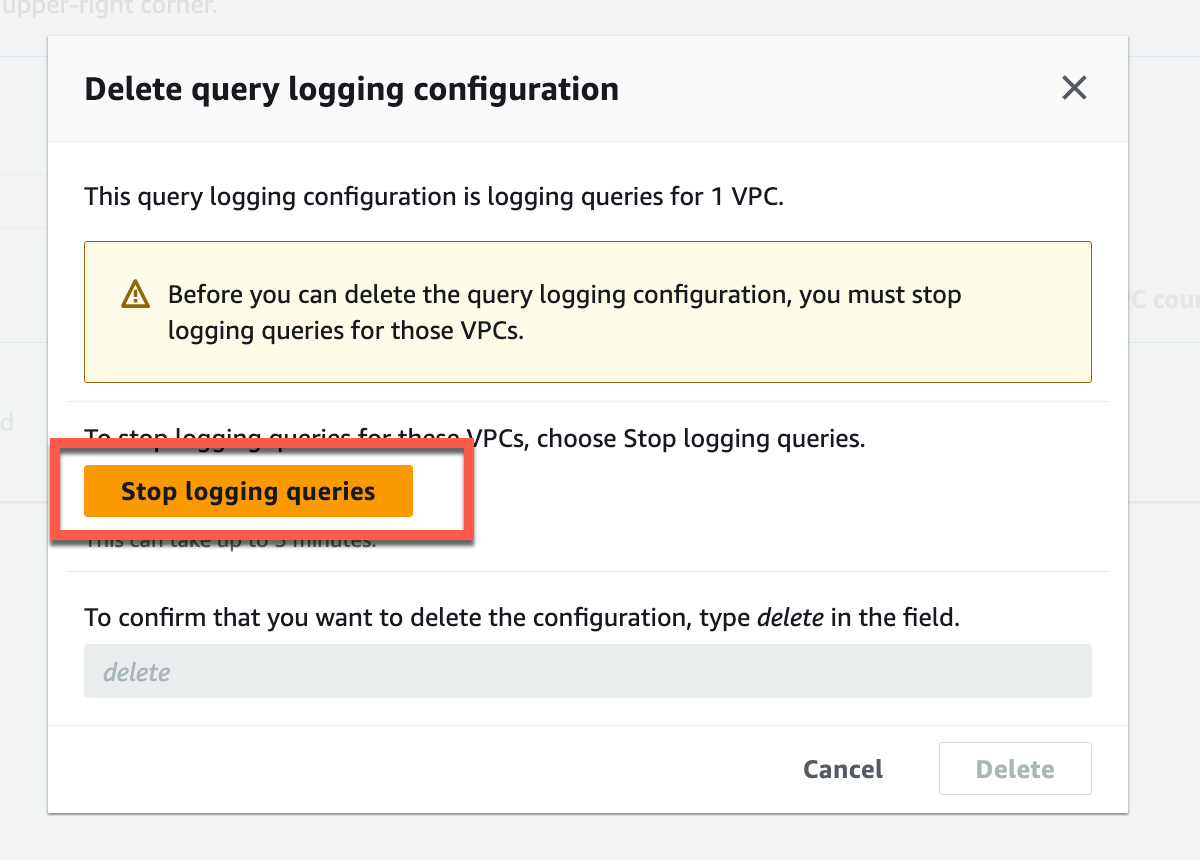 upper-right corner.
Delete query logging configuration
This query logging configuration is logging queries for 1 VPC.
Before you can delete the query logging configuration, you must stop
logging queries for those VPCs.
C cour
d
To stop logging queries for these VPCs, choose Stop logging queries.
Stop logging queries
This can take up to 5 minutes.
To confirm that you want to delete the configuration, type delete in the field.
delete
Cancel
Delete